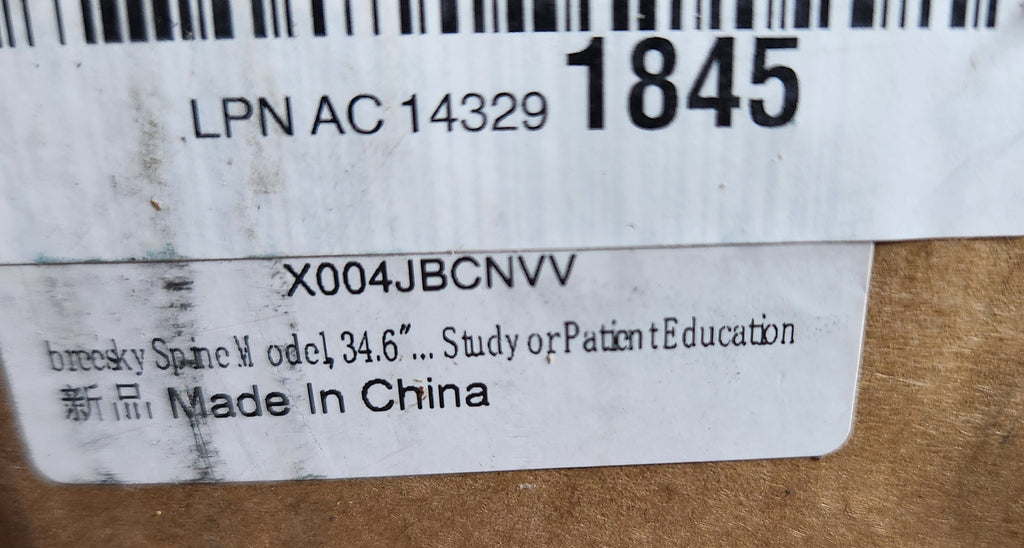 LPN AC 14329 1845
X004JBCNVV
breesky Spine Model, 34.6"... Study or Patient Education
新品 Made In China